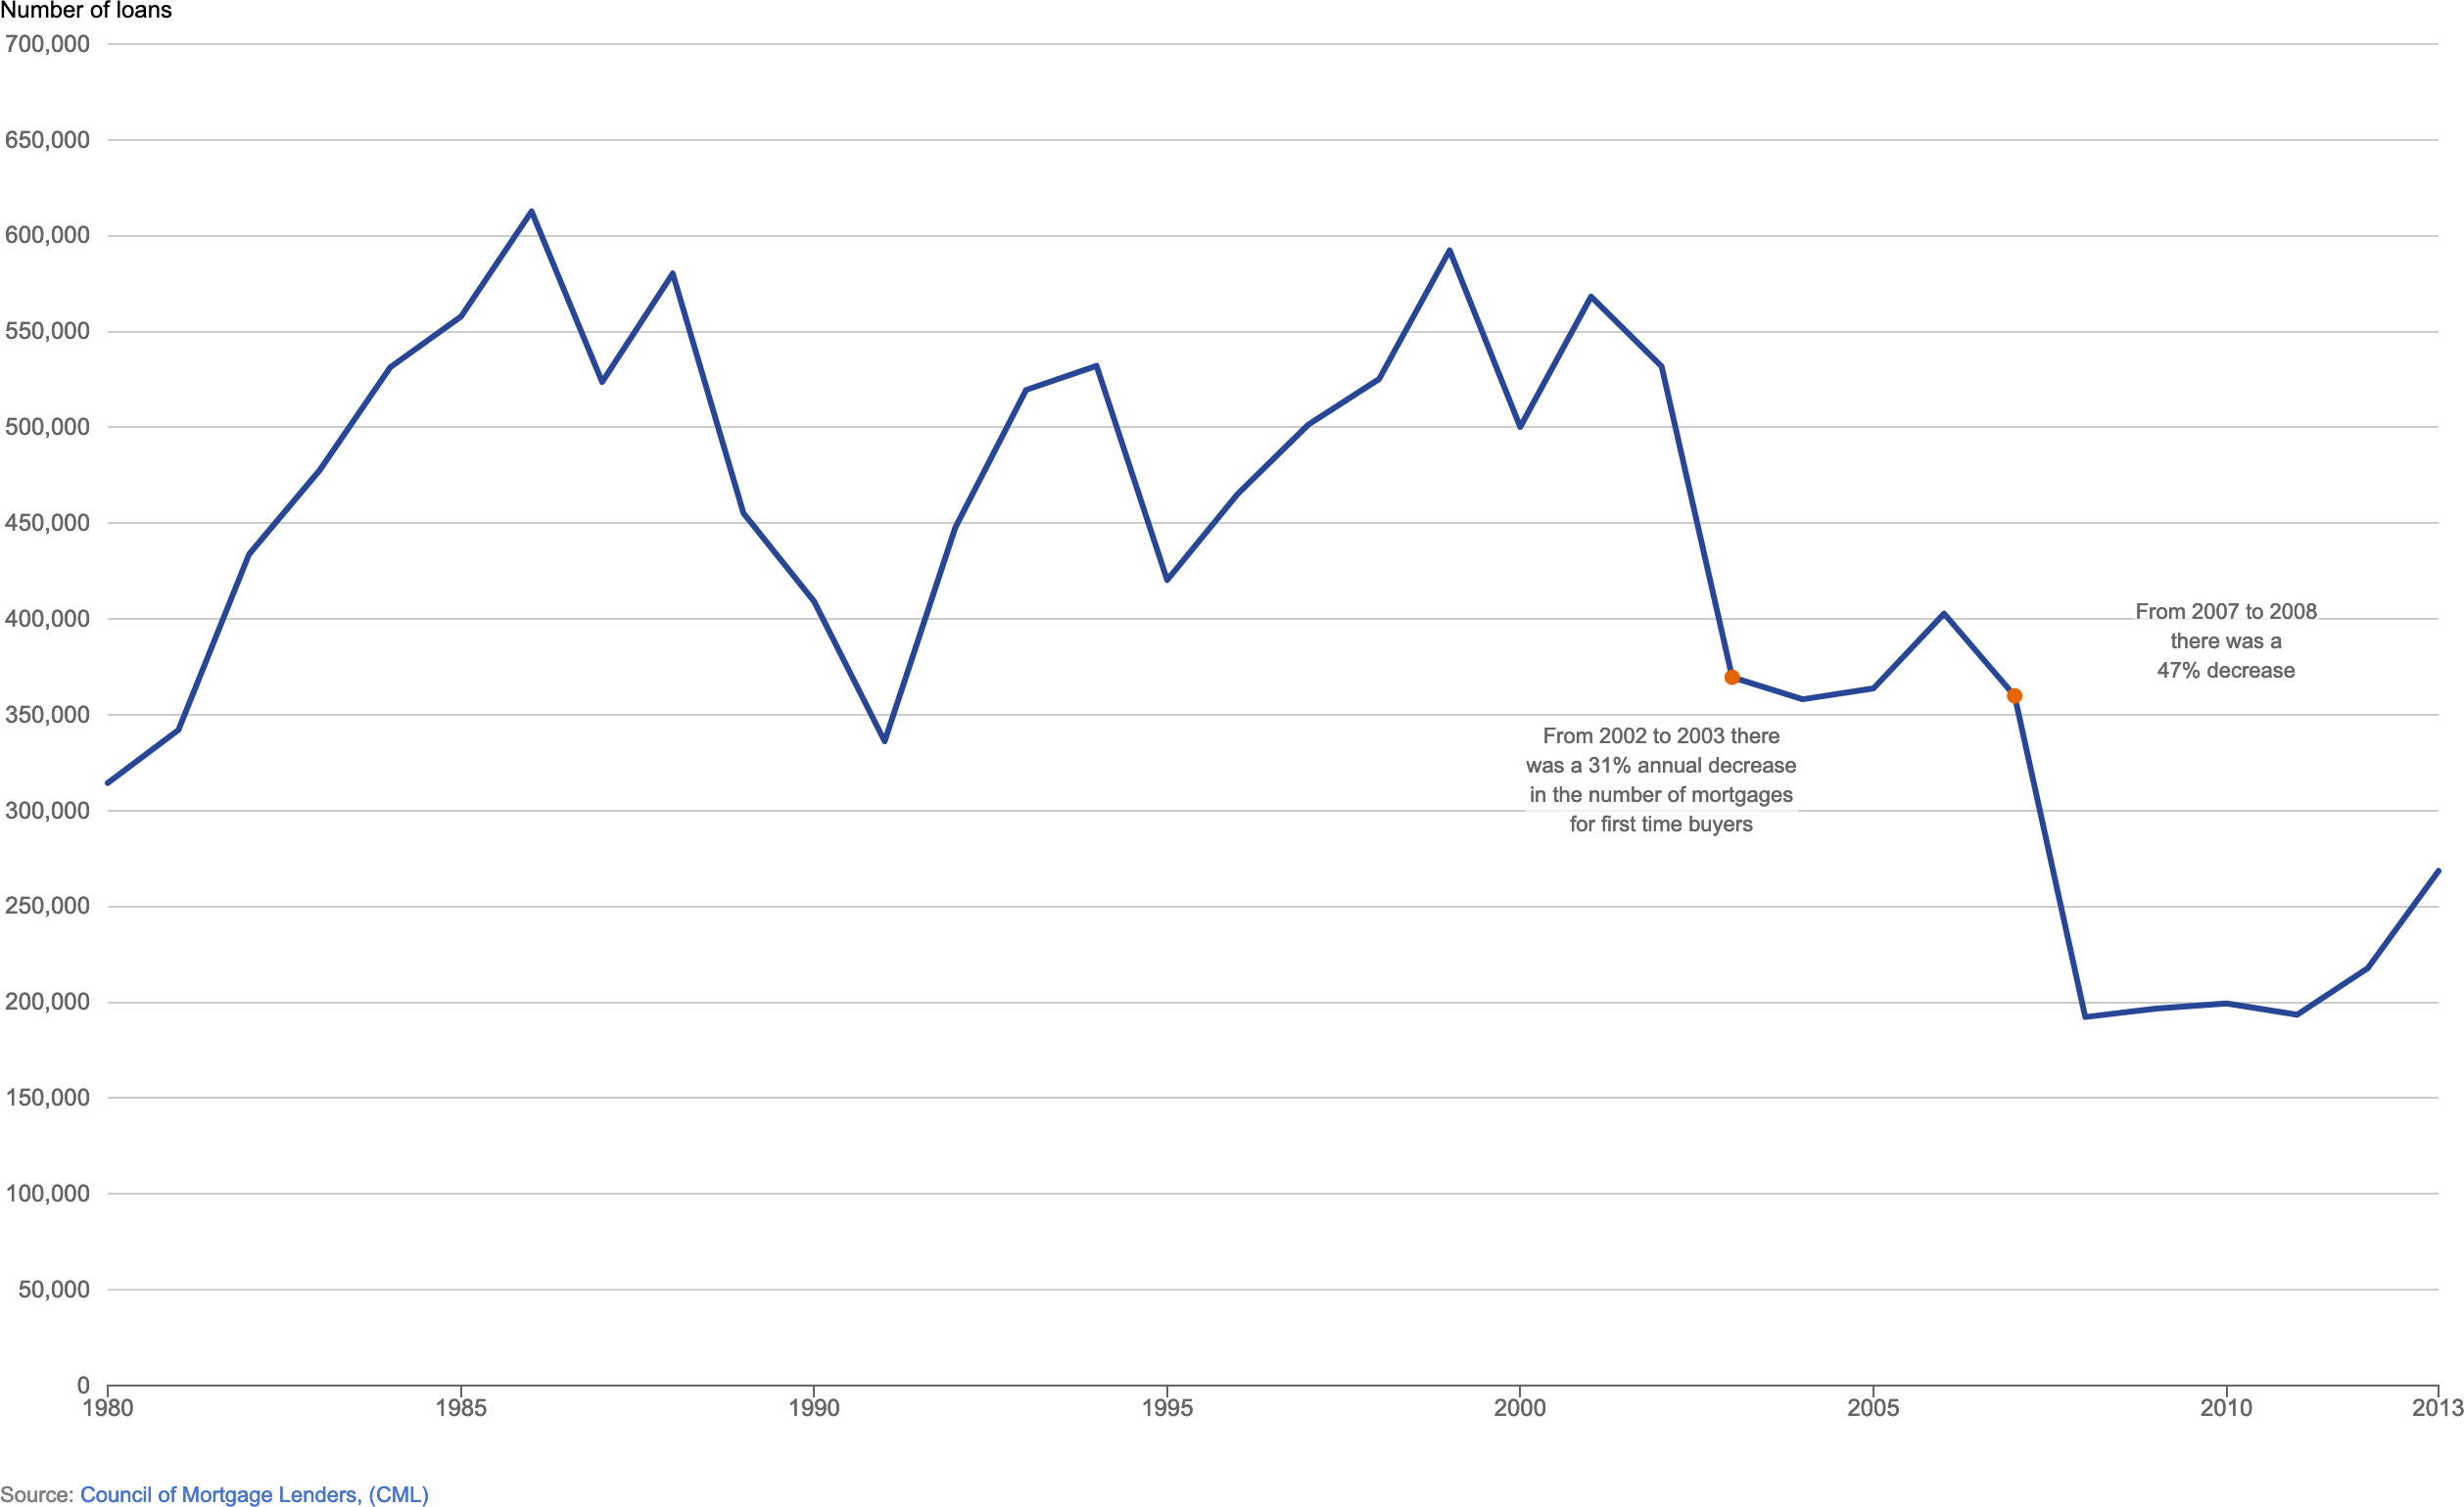 Number of loans
700,000
650,000
600,000
550,000
500,000
450,000
400,000
350,000
300,000
250,000
200,000
150,000
100,000
50,000
0
From 2007 to 2008
there was a
47% decrease
From 2002 to 2003 there
was a 31% annual decrease
in the number of mortgages
for first time buyers
1980 1985 1990 1995 2000 2005 2010 2013
Source: Council of Mortgage Lenders, (CML)